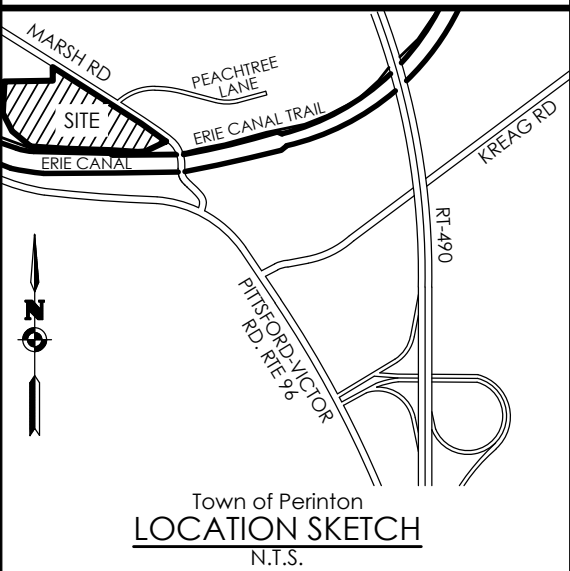 MARSH RD
PEACHTREE
LANE
SITE
ERIE CANAL TRAIL
ERIE CANAL
KREAG RD
RT-490
N
PITTSFORD-VICTOR
RD. RTE 96
Town of Perinton
LOCATION SKETCH
N.T.S.